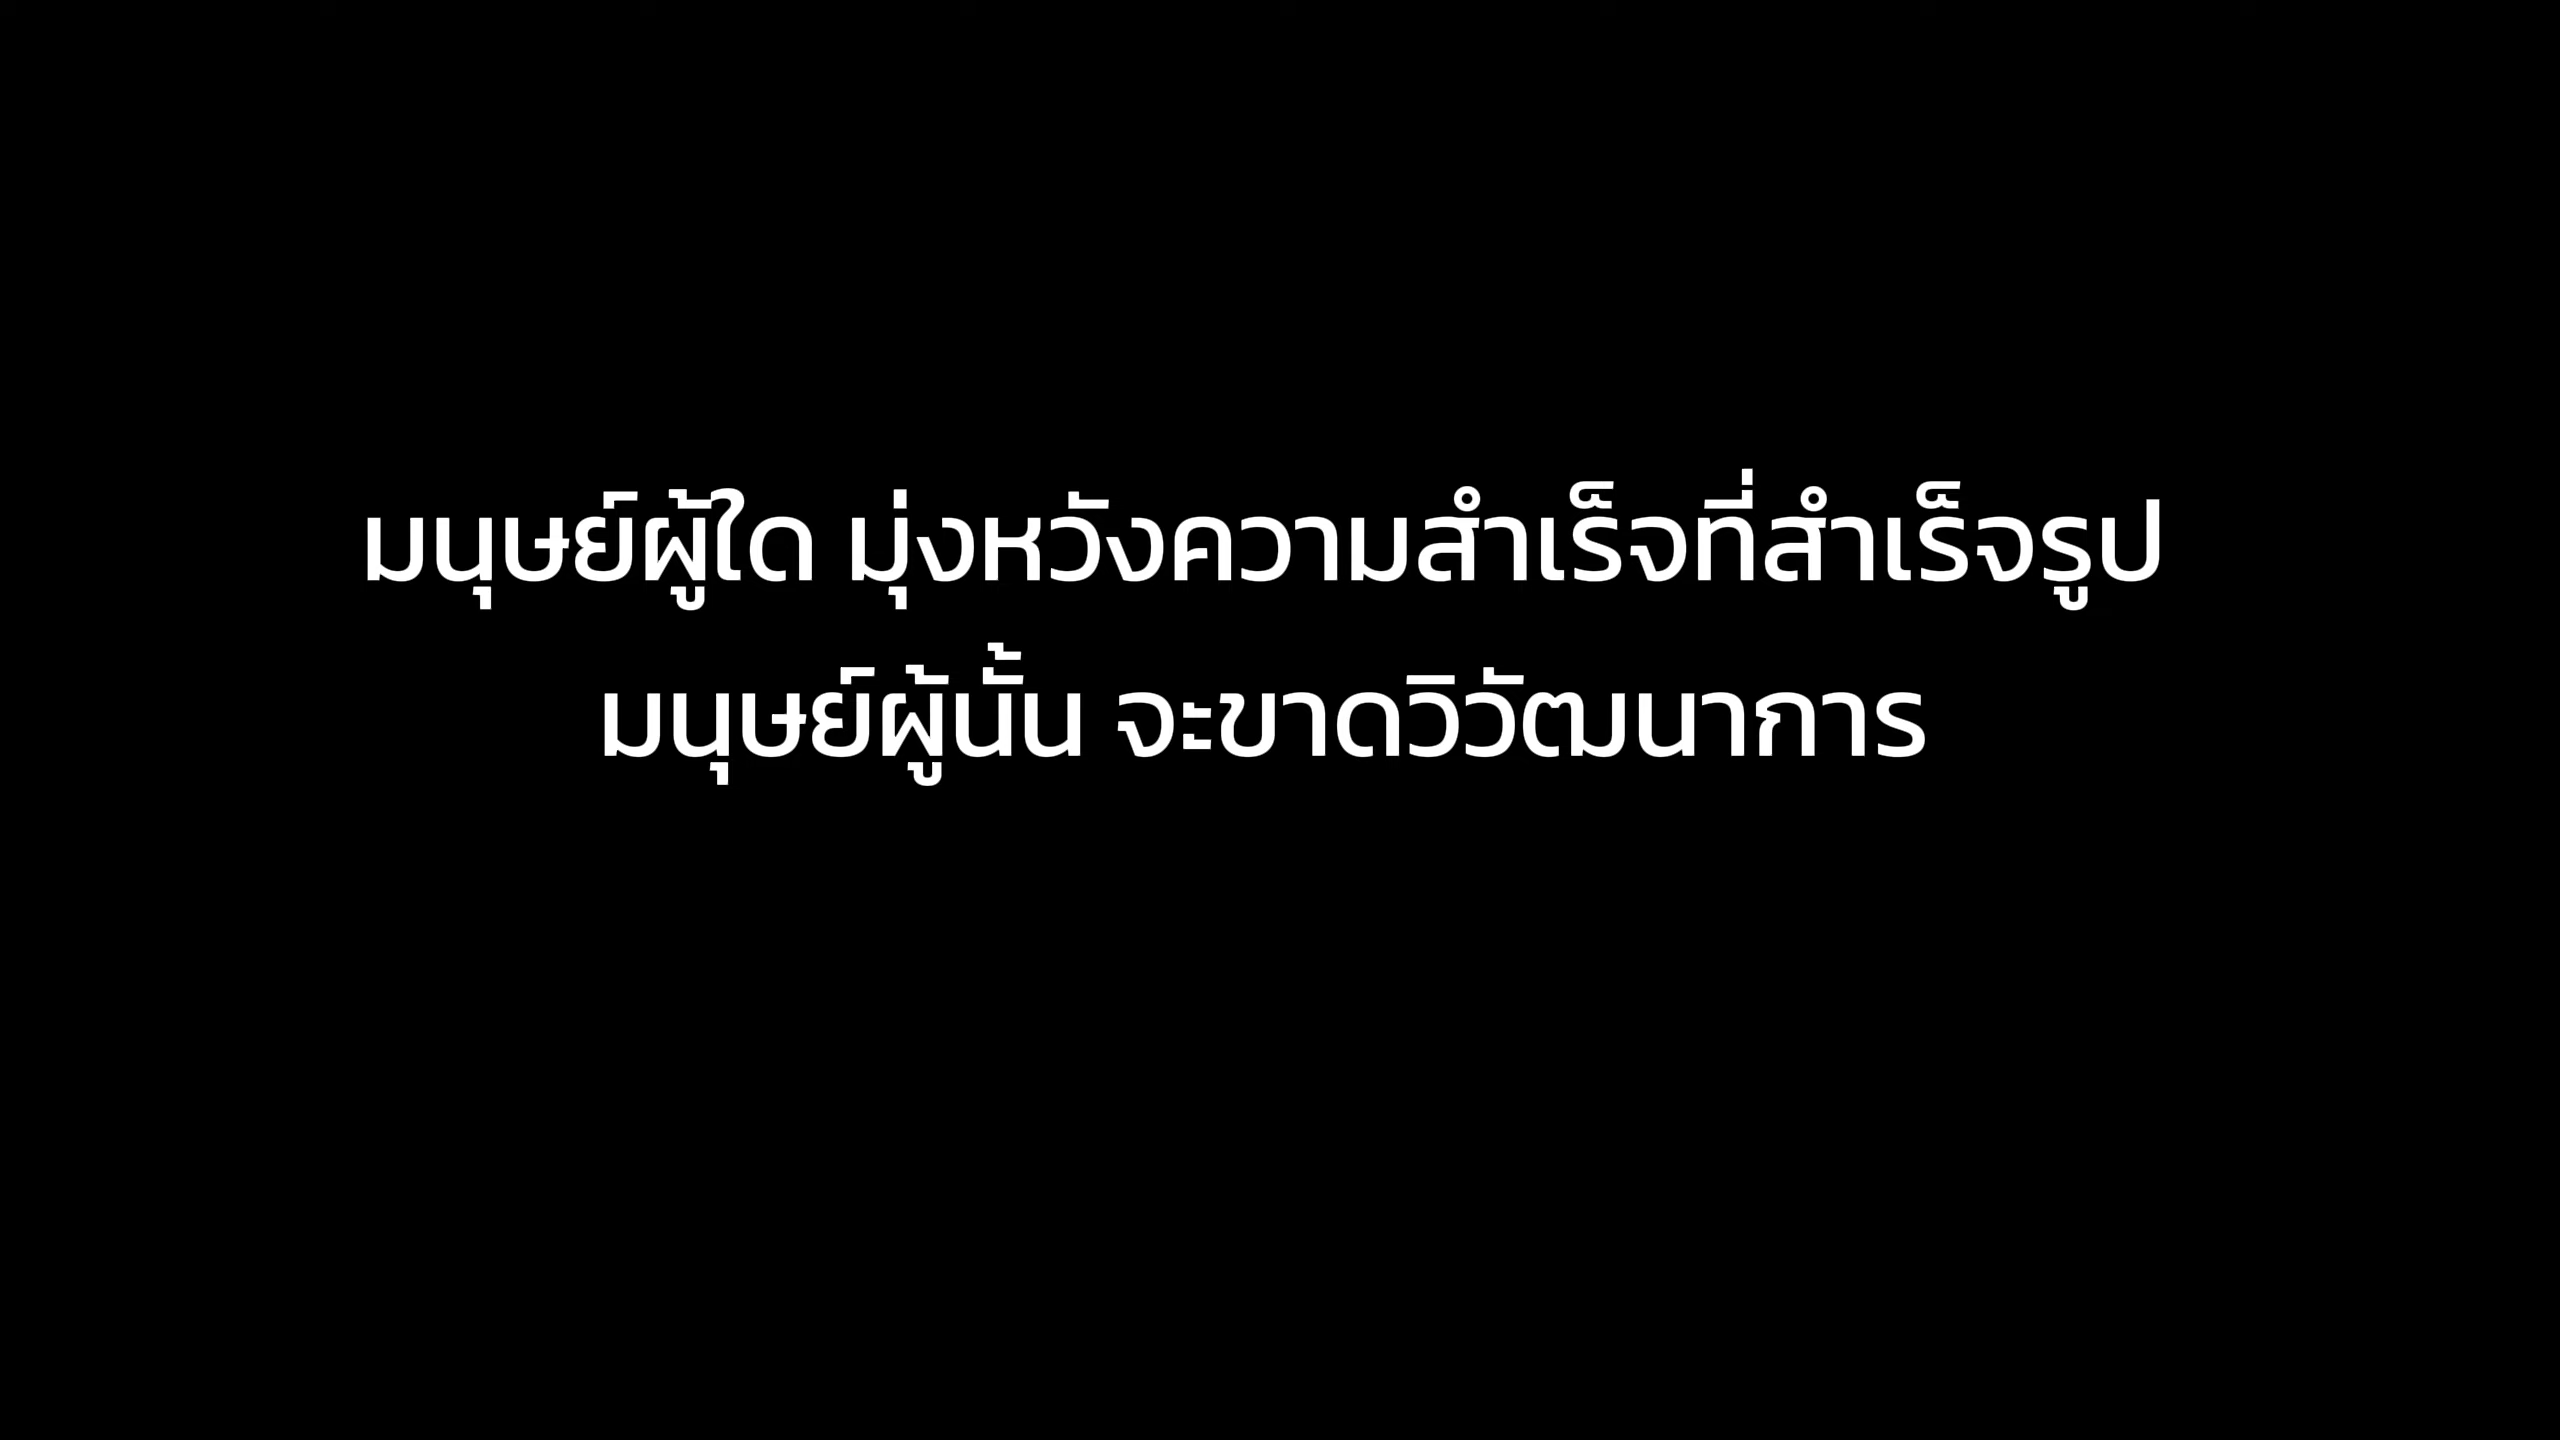 มนุษย์ผู้ใด มุ่งหวังความสำเร็จที่สำเร็จรูป
มนุษย์ผู้นั้น จะขาดวิวัฒนาการ